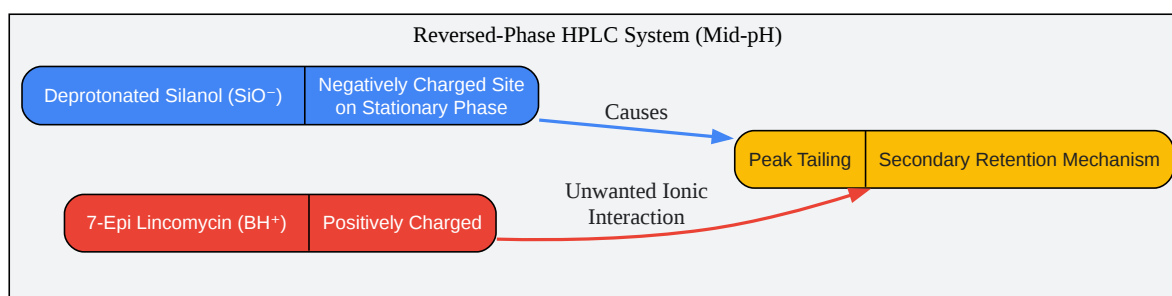 Reversed-Phase HPLC System (Mid-pH)
Deprotonated Silanol (SiO⁻)
Negatively Charged Site
on Stationary Phase
Causes
Peak Tailing
Secondary Retention Mechanism
Unwanted Ionic
Interaction
7-Epi Lincomycin (BH⁺)
Positively Charged